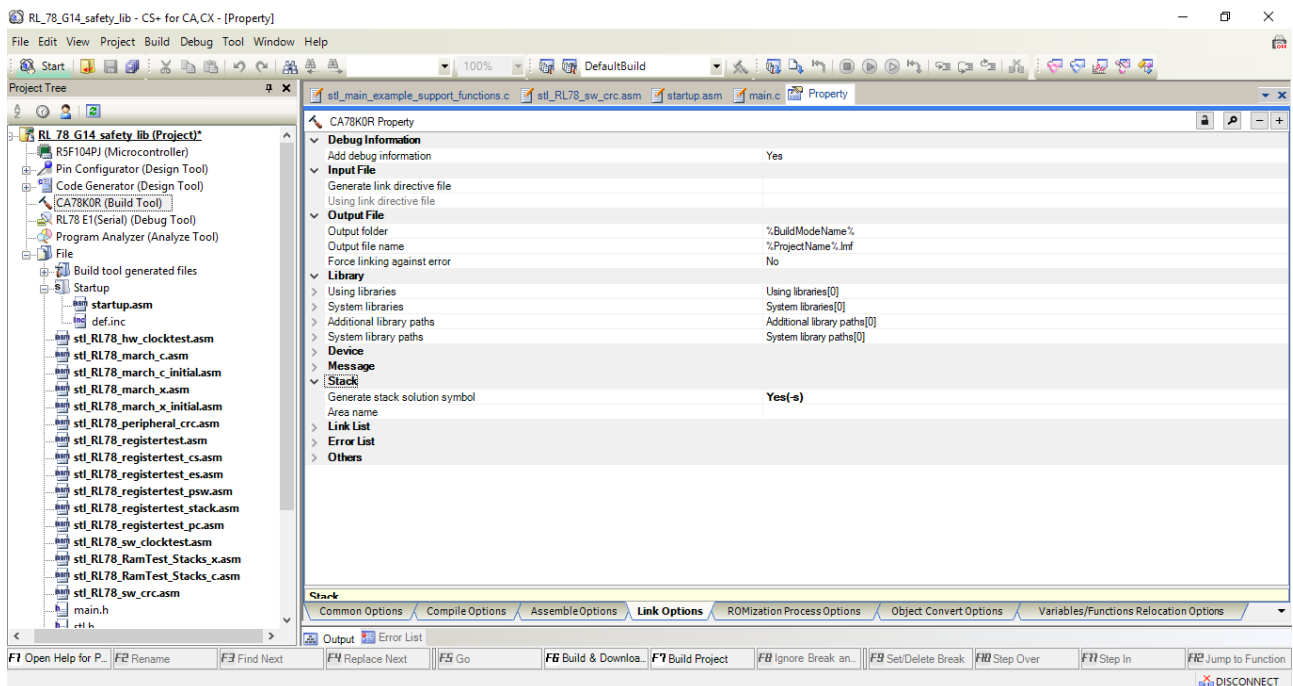 RL_78_G14_safety_lib - CS+ for CA,CX - [Property]
File Edit View Project Build Debug Tool Window Help
Start 100% DefaultBuild
Project Tree
stl_main_example_support_functions.c stl_RL78_sw_crc.asm startup.asm main.c Property
RL_78_G14_safety_lib (Project)*
R5F104PJ (Microcontroller)
Pin Configurator (Design Tool)
Code Generator (Design Tool)
CA78K0R (Build Tool)
RL78 E1(Serial) (Debug Tool)
Program Analyzer (Analyze Tool)
File
Build tool generated files
Startup
startup.asm
def.inc
stl_RL78_hw_clocktest.asm
stl_RL78_march_c.asm
stl_RL78_march_c_initial.asm
stl_RL78_march_x.asm
stl_RL78_march_x_initial.asm
stl_RL78_peripheral_crc.asm
stl_RL78_registertest.asm
stl_RL78_registertest_cs.asm
stl_RL78_registertest_es.asm
stl_RL78_registertest_psw.asm
stl_RL78_registertest_stack.asm
stl_RL78_registertest_pc.asm
stl_RL78_sw_clocktest.asm
stl_RL78_RamTest_Stacks_x.asm
stl_RL78_RamTest_Stacks_c.asm
stl_RL78_sw_crc.asm
main.h
stl.h
CA78K0R Property
Debug Information
Add debug information Yes
Input File
Generate link directive file
Using link directive file
Output File
Output folder %BuildModeName%
Output file name %ProjectName%.lmf
Force linking against error No
Library
Using libraries Using libraries[0]
System libraries System libraries[0]
Additional library paths Additional library paths[0]
System library paths System library paths[0]
Device
Message
Stack
Generate stack solution symbol Yes(-s)
Area name
Link List
Error List
Others
Stack
Common Options Compile Options Assemble Options Link Options ROMization Process Options Object Convert Options Variables/Functions Relocation Options
Output Error List
F1 Open Help for P... F2 Rename F3 Find Next F4 Replace Next F5 Go F6 Build & Downloa... F7 Build Project F8 Ignore Break an... F9 Set/Delete Break F10 Step Over F11 Step In F12 Jump to Function
DISCONNECT